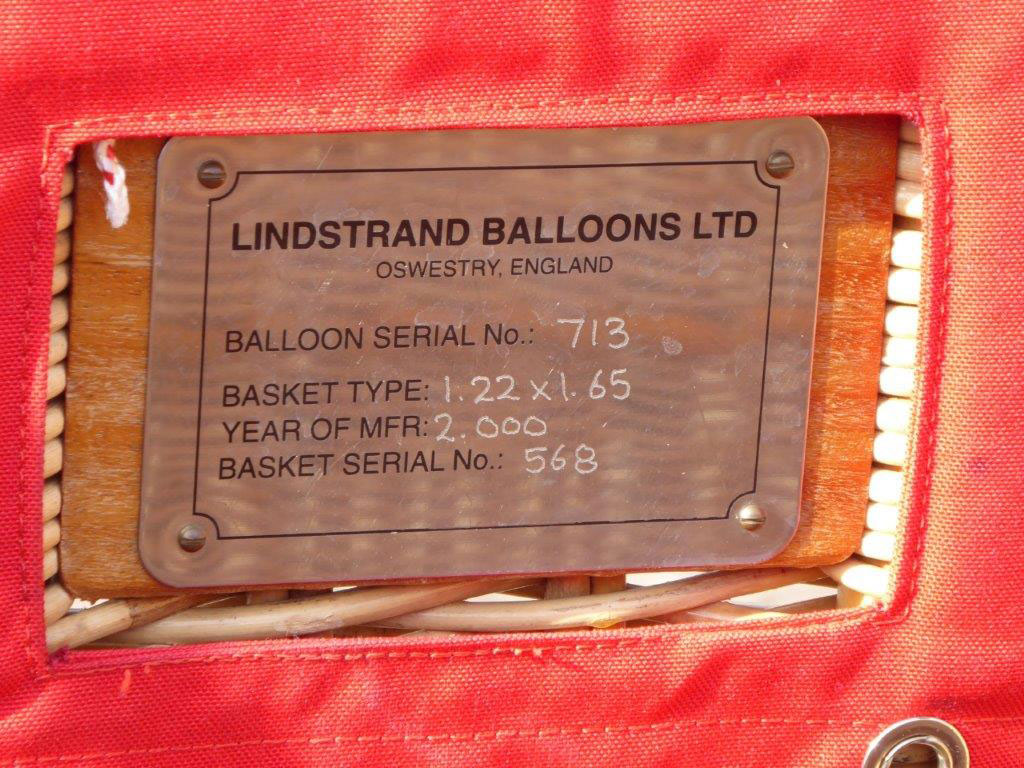 LINDSTRAND BALLOONS LTD
OSWESTRY, ENGLAND
BALLOON SERIAL No.: 713
BASKET TYPE: 1.22 x 1.65
YEAR OF MFR: 2.000
BASKET SERIAL No.: 568